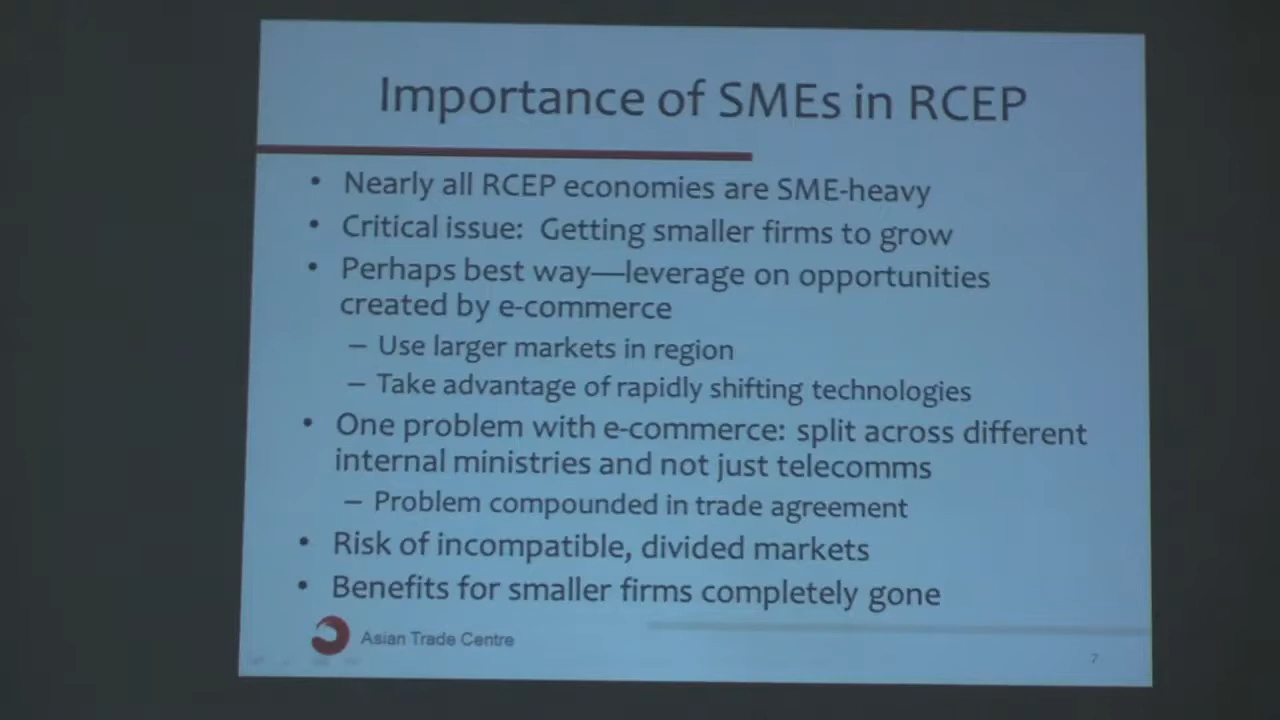 Importance of SMEs in RCEP
• Nearly all RCEP economies are SME-heavy
• Critical issue: Getting smaller firms to grow
• Perhaps best way—leverage on opportunities
created by e-commerce
– Use larger markets in region
– Take advantage of rapidly shifting technologies
• One problem with e-commerce: split across different
internal ministries and not just telecomms
– Problem compounded in trade agreement
• Risk of incompatible, divided markets
• Benefits for smaller firms completely gone
Asian Trade Centre
7